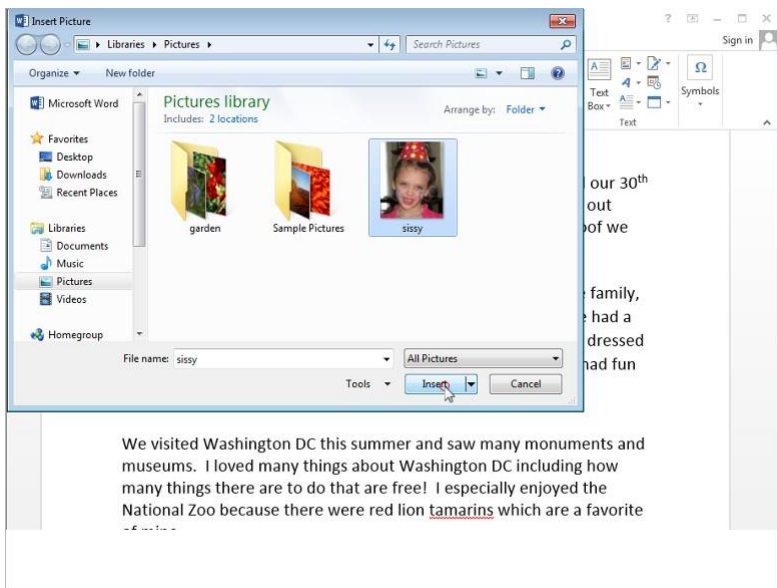 Insert Picture
Sign in
Libraries Pictures
Search Pictures
Organize New folder
Text Box
Symbols
Text
Microsoft Word
Favorites
Desktop
Downloads
Recent Places
Libraries
Documents
Music
Pictures
Videos
Homegroup
Pictures library
Includes: 2 locations
Arrange by: Folder
garden
Sample Pictures
sissy
File name: sissy
All Pictures
Tools
Insert
Cancel
our 30th
out
of we
family,
had a
dressed
had fun
We visited Washington DC this summer and saw many monuments and
museums. I loved many things about Washington DC including how
many things there are to do that are free! I especially enjoyed the
National Zoo because there were red lion tamarins which are a favorite